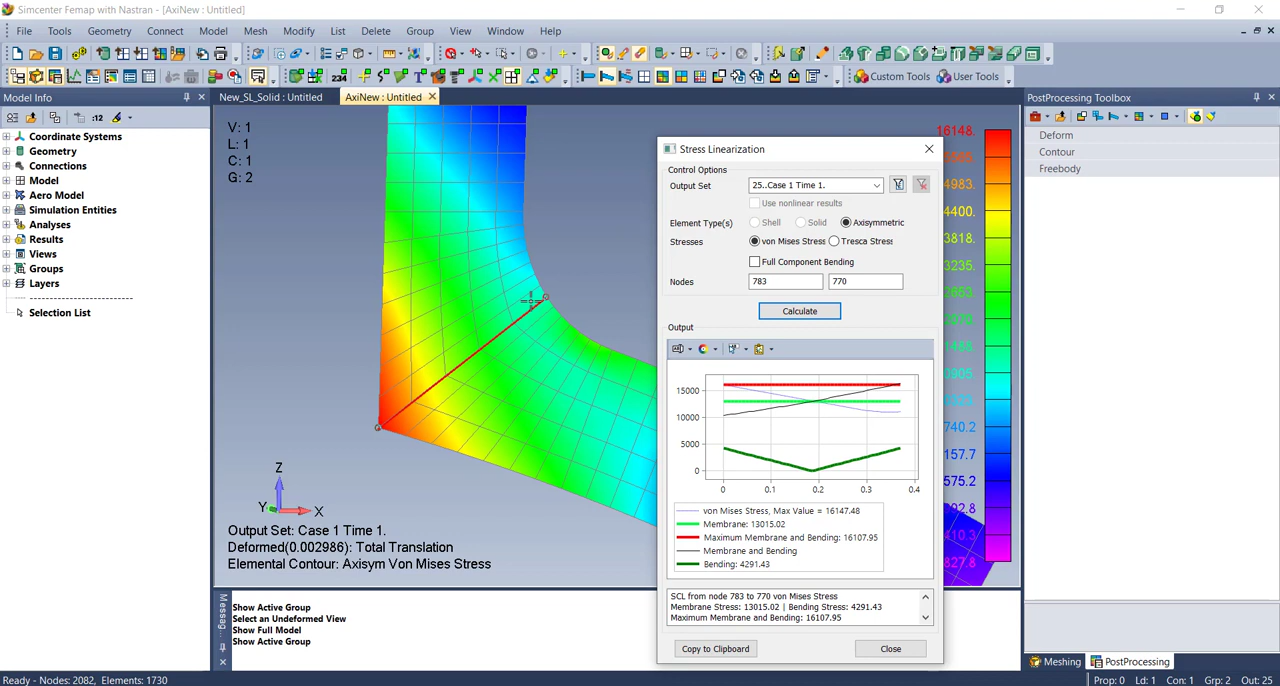 Simcenter Femap with Nastran - [AxiNew : Untitled]
File Tools Geometry Connect Model Mesh Modify List Delete Group View Window Help
Custom Tools User Tools
Model Info
New_SL_Solid : Untitled
AxiNew : Untitled
PostProcessing Toolbox
Coordinate Systems
Geometry
Connections
Model
Aero Model
Simulation Entities
Analyses
Results
Views
Groups
Layers
Selection List
V: 1
L: 1
C: 1
G: 2
Z
Y
X
Output Set: Case 1 Time 1.
Deformed(0.002986): Total Translation
Elemental Contour: Axisym Von Mises Stress
Stress Linearization
Control Options
Output Set 25..Case 1 Time 1.
Use nonlinear results
Element Type(s) Shell Solid Axisymmetric
Stresses von Mises Stress Tresca Stress
Full Component Bending
Nodes 783 770
Calculate
Output
15000
10000
5000
0
0 0.1 0.2 0.3 0.4
von Mises Stress, Max Value = 16147.48
Membrane: 13015.02
Maximum Membrane and Bending: 16107.95
Membrane and Bending
Bending: 4291.43
SCL from node 783 to 770 von Mises Stress
Membrane Stress: 13015.02 | Bending Stress: 4291.43
Maximum Membrane and Bending: 16107.95
Copy to Clipboard Close
16148.
4983.
4400.
3818.
3235.
Deform
Contour
Freebody
Show Active Group
Select an Undeformed View
Show Full Model
Show Active Group
Meshing PostProcessing
Ready - Nodes: 2082, Elements: 1730
Prop: 0 Ld: 1 Con: 1 Grp: 2 Out: 25